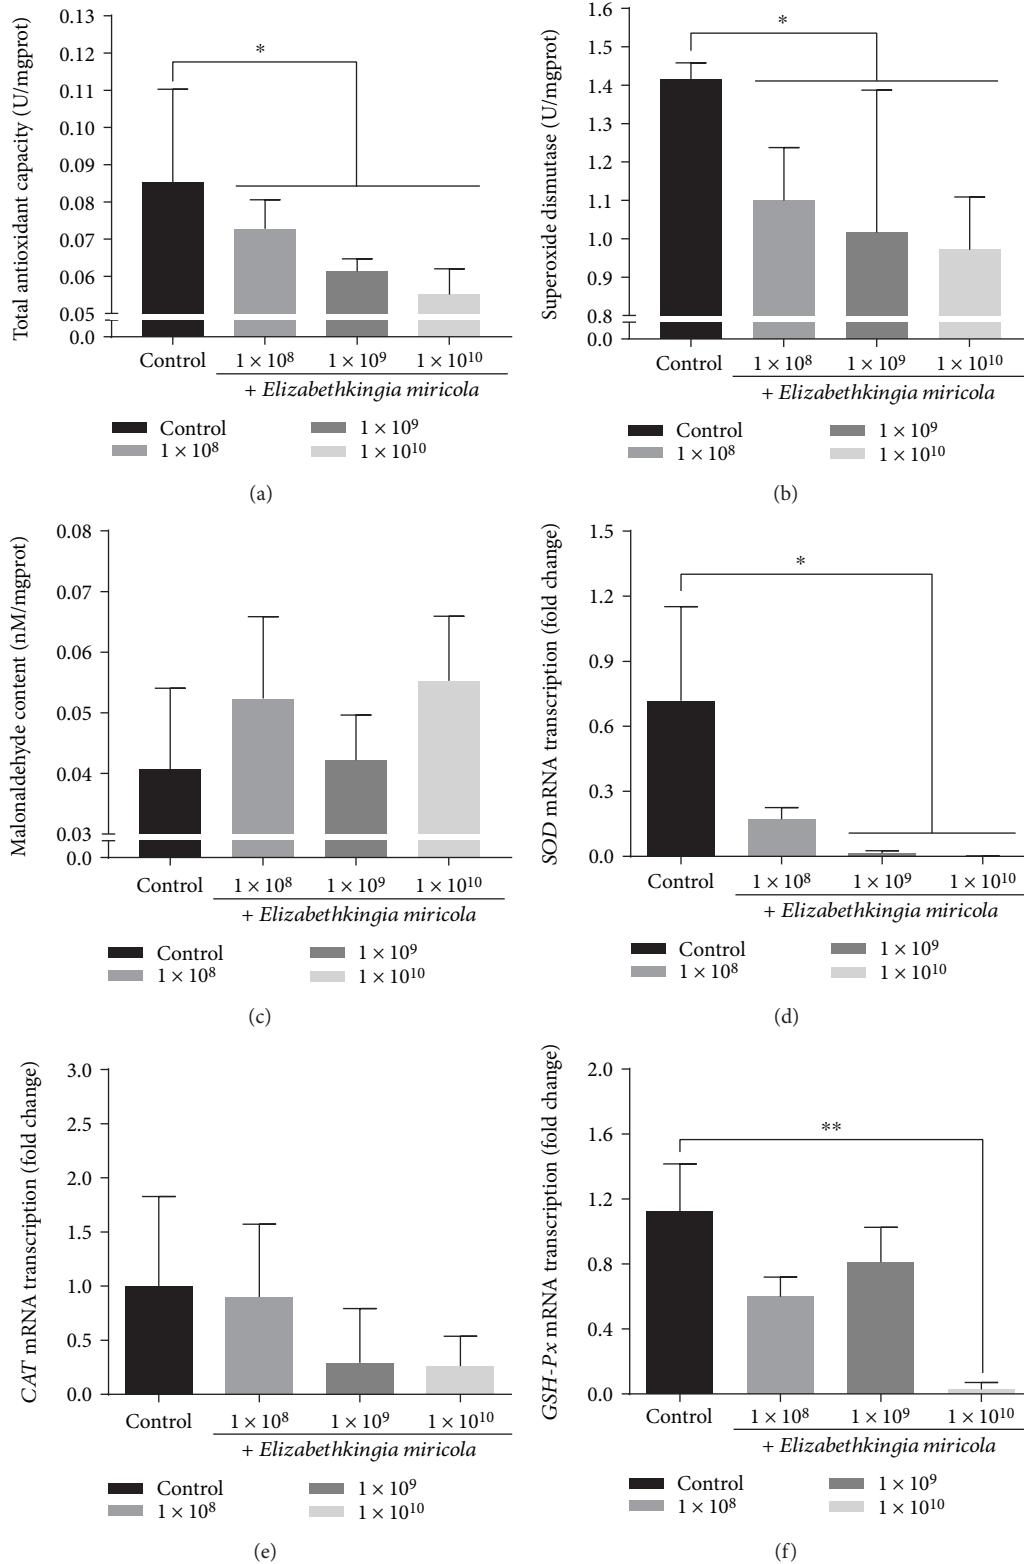 Total antioxidant capacity (U/mgprot)
0.13
0.12
0.11
0.10
0.09
0.08
0.07
0.06
0.05
0.0
*
Control 1 × 10⁸ 1 × 10⁹ 1 × 10¹⁰
+ Elizabethkingia miricola
Control 1 × 10⁹
1 × 10⁸ 1 × 10¹⁰
(a)
Superoxide dismutase (U/mgprot)
1.6
1.5
1.4
1.3
1.2
1.1
1.0
0.9
0.8
0.0
*
Control 1 × 10⁸ 1 × 10⁹ 1 × 10¹⁰
+ Elizabethkingia miricola
Control 1 × 10⁹
1 × 10⁸ 1 × 10¹⁰
(b)
Malonaldehyde content (nM/mgprot)
0.08
0.07
0.06
0.05
0.04
0.03
0.0
Control 1 × 10⁸ 1 × 10⁹ 1 × 10¹⁰
+ Elizabethkingia miricola
Control 1 × 10⁹
1 × 10⁸ 1 × 10¹⁰
(c)
SOD mRNA transcription (fold change)
1.5
1.2
0.9
0.6
0.3
0.0
*
Control 1 × 10⁸ 1 × 10⁹ 1 × 10¹⁰
+ Elizabethkingia miricola
Control 1 × 10⁹
1 × 10⁸ 1 × 10¹⁰
(d)
CAT mRNA transcription (fold change)
3.0
2.5
2.0
1.5
1.0
0.5
0.0
Control 1 × 10⁸ 1 × 10⁹ 1 × 10¹⁰
+ Elizabethkingia miricola
Control 1 × 10⁹
1 × 10⁸ 1 × 10¹⁰
(e)
GSH-Px mRNA transcription (fold change)
2.0
1.6
1.2
0.8
0.4
0.0
**
Control 1 × 10⁸ 1 × 10⁹ 1 × 10¹⁰
+ Elizabethkingia miricola
Control 1 × 10⁹
1 × 10⁸ 1 × 10¹⁰
(f)